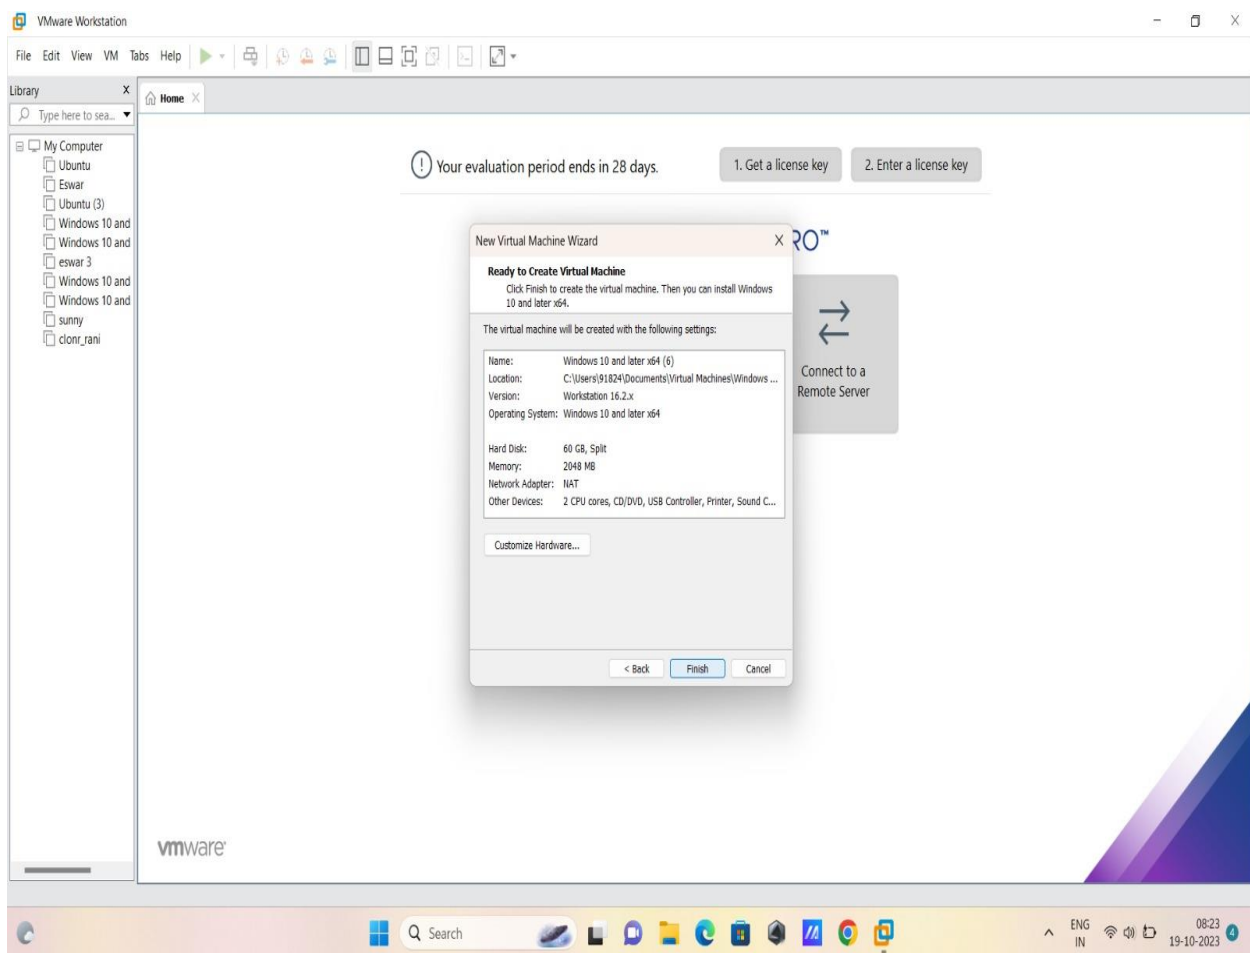 VMware Workstation
File Edit View VM Tabs Help
Library X
Home
Type here to sea...
My Computer
Ubuntu
Eswar
Ubuntu (3)
Windows 10 and
Windows 10 and
eswar 3
Windows 10 and
Windows 10 and
sunny
clonr_rani
Your evaluation period ends in 28 days.
1. Get a license key
2. Enter a license key
RO™
Connect to a
Remote Server
New Virtual Machine Wizard
Ready to Create Virtual Machine
Click Finish to create the virtual machine. Then you can install Windows
10 and later x64.
The virtual machine will be created with the following settings:
Name: Windows 10 and later x64 (6)
Location: C:\Users\91824\Documents\Virtual Machines\Windows ...
Version: Workstation 16.2.x
Operating System: Windows 10 and later x64
Hard Disk: 60 GB, Split
Memory: 2048 MB
Network Adapter: NAT
Other Devices: 2 CPU cores, CD/DVD, USB Controller, Printer, Sound C...
Customize Hardware...
< Back Finish Cancel
vmware
Search
ENG
IN
08:23
19-10-2023
4